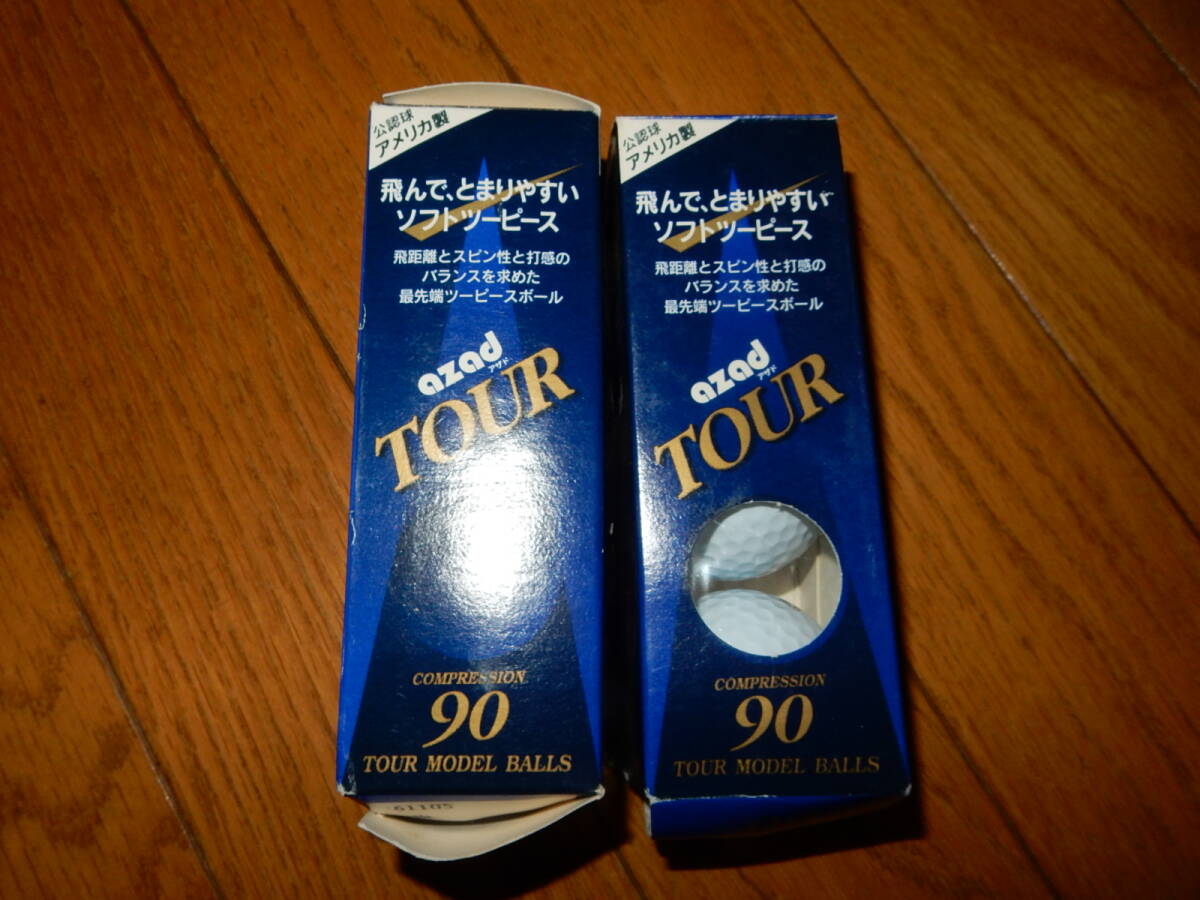 公認球
アメリカ製
飛んで、とまりやすい
ソフトツーピース
飛距離とスピン性と打感の
バランスを求めた
最先端ツーピースボール
azad
アザド
TOUR
COMPRESSION
90
TOUR MODEL BALLS
61105
公認球
アメリカ製
飛んで、とまりやすい
ソフトツーピース
飛距離とスピン性と打感の
バランスを求めた
最先端ツーピースボール
azad
アザド
TOUR
COMPRESSION
90
TOUR MODEL BALLS